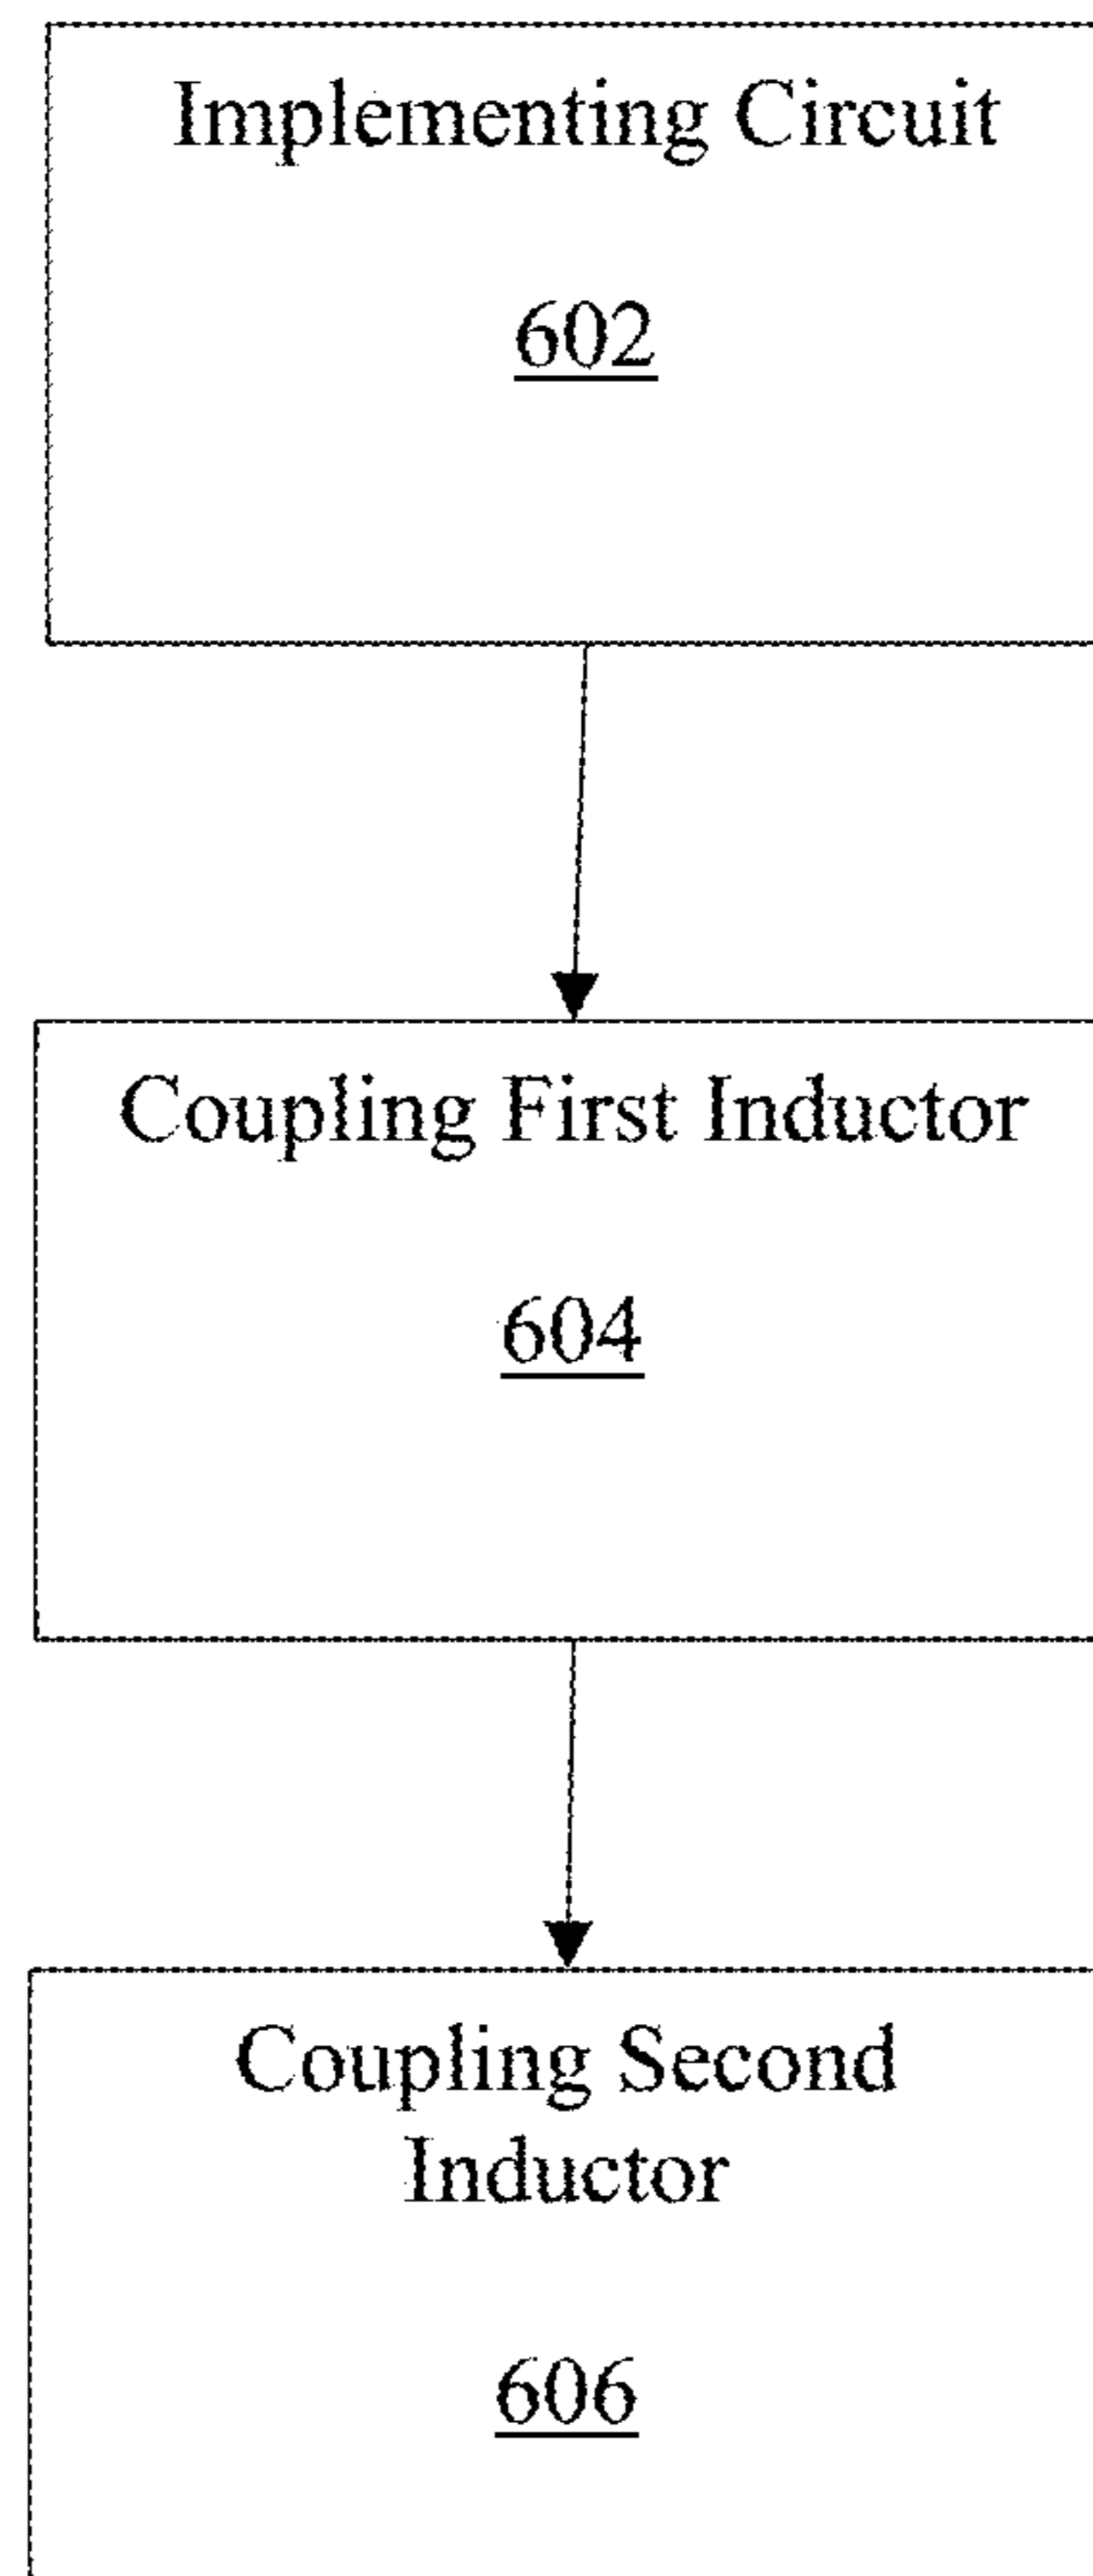 Implementing Circuit
602
Coupling First Inductor
604
Coupling Second
Inductor
606